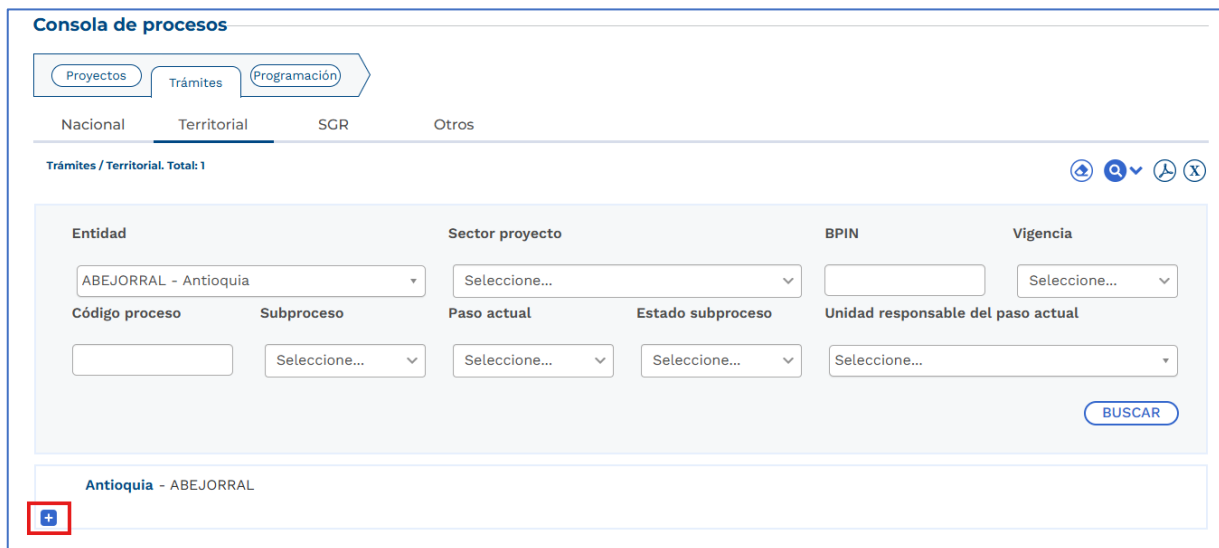 Consola de procesos
Proyectos Trámites Programación
Nacional Territorial SGR Otros
Trámites / Territorial. Total: 1
X
Entidad Sector proyecto BPIN Vigencia
ABEJORRAL - Antioquia Seleccione... Seleccione...
Código proceso Subproceso Paso actual Estado subproceso Unidad responsable del paso actual
Seleccione... Seleccione... Seleccione... Seleccione...
BUSCAR
Antioquia - ABEJORRAL